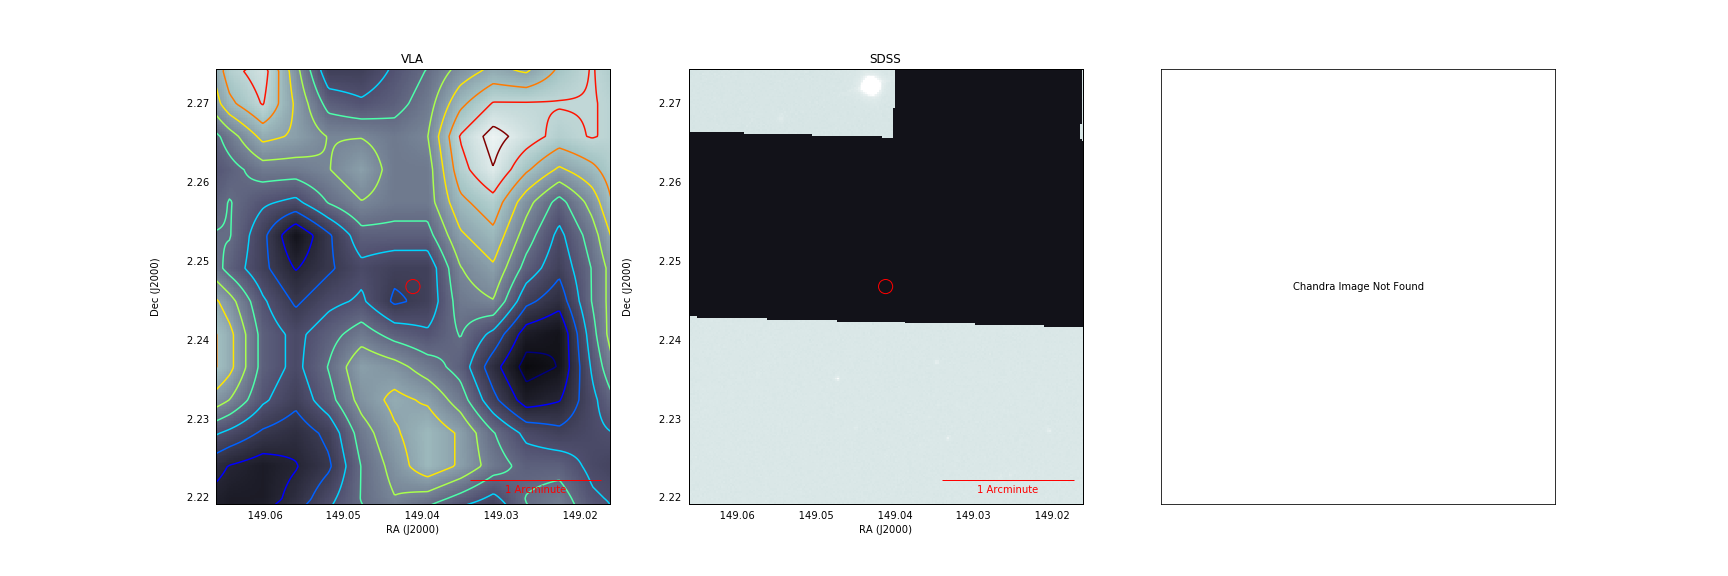 VLA
2.27
2.26
2.25
2.24
2.23
2.22
Dec (J2000)
149.06 149.05 149.04 149.03 149.02
RA (J2000)
1 Arcminute
SDSS
2.27
2.26
2.25
2.24
2.23
2.22
Dec (J2000)
149.06 149.05 149.04 149.03 149.02
RA (J2000)
1 Arcminute
Chandra Image Not Found